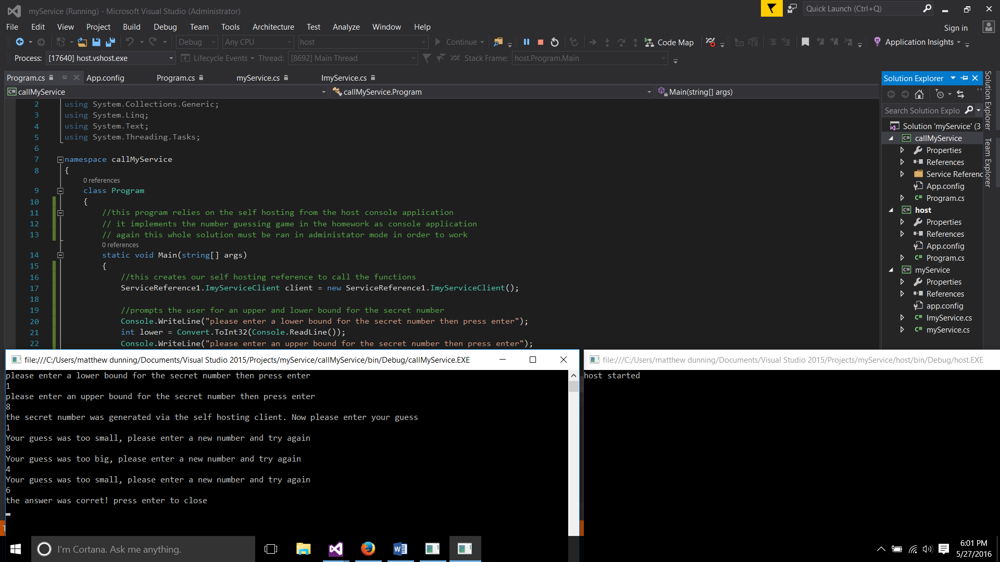 myService (Running) - Microsoft Visual Studio (Administrator)
Quick Launch (Ctrl+Q)
File Edit View Project Build Debug Team Tools Architecture Test Analyze Window Help
Sign in
Debug Any CPU host Continue Code Map Application Insights
Process: [17640] host.vshost.exe Lifecycle Events Thread: [8692] Main Thread Stack Frame: host.Program.Main
Program.cs App.config Program.cs myService.cs ImyService.cs
callMyService callMyService.Program Main(string[] args)
2 using System.Collections.Generic;
3 using System.Linq;
4 using System.Text;
5 using System.Threading.Tasks;
6
7 namespace callMyService
8 {
0 references
9 class Program
10 {
11 //this program relies on the self hosting from the host console application
12 // it implements the number guessing game in the homework as console application
13 // again this whole solution must be ran in administator mode in order to work
0 references
14 static void Main(string[] args)
15 {
16 //this creates our self hosting reference to call the functions
17 ServiceReference1.ImyServiceClient client = new ServiceReference1.ImyServiceClient();
18
19 //prompts the user for an upper and lower bound for the secret number
20 Console.WriteLine("please enter a lower bound for the secret number then press enter");
21 int lower = Convert.ToInt32(Console.ReadLine());
22 Console.WriteLine("please enter an upper bound for the secret number then press enter");
Solution Explorer
Search Solution Explo
Solution 'myService' (3
callMyService
Properties
References
Service Referenc
App.config
C# Program.cs
host
Properties
References
App.config
C# Program.cs
myService
Properties
References
app.config
C# ImyService.cs
C# myService.cs
Solution Explorer
Team Explorer
file:///C:/Users/matthew dunning/Documents/Visual Studio 2015/Projects/myService/callMyService/bin/Debug/callMyService.EXE
please enter a lower bound for the secret number then press enter
1
please enter an upper bound for the secret number then press enter
8
the secret number was generated via the self hosting client. Now please enter your guess
1
Your guess was too small, please enter a new number and try again
8
Your guess was too big, please enter a new number and try again
4
Your guess was too small, please enter a new number and try again
6
the answer was corret! press enter to close
file:///C:/Users/matthew dunning/Documents/Visual Studio 2015/Projects/myService/host/bin/Debug/host.EXE
host started
I'm Cortana. Ask me anything.
6:01 PM
5/27/2016